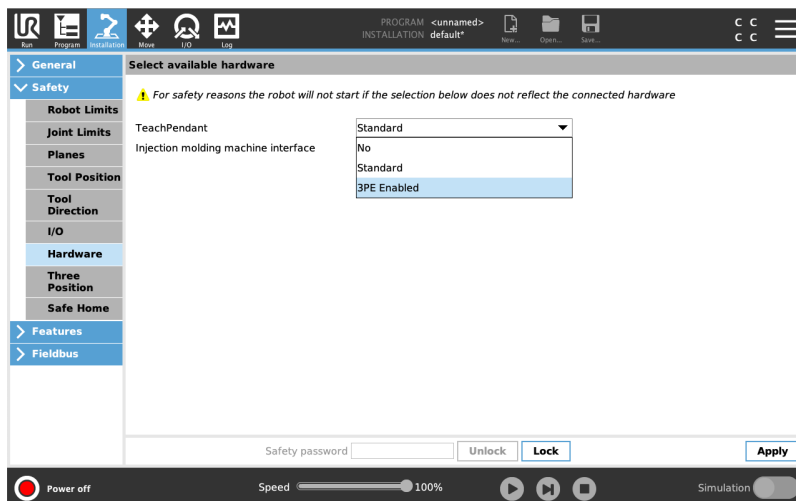 UR
Run
Program
Installation
Move
I/O
Log
PROGRAM <unnamed>
INSTALLATION default*
New...
Open...
Save...
C C
C C
General
Safety
Robot Limits
Joint Limits
Planes
Tool Position
Tool
Direction
I/O
Hardware
Three
Position
Safe Home
Features
Fieldbus
Select available hardware
! For safety reasons the robot will not start if the selection below does not reflect the connected hardware
TeachPendant
Standard
Injection molding machine interface
No
Standard
3PE Enabled
Safety password
Unlock
Lock
Apply
Power off
Speed
100%
Simulation